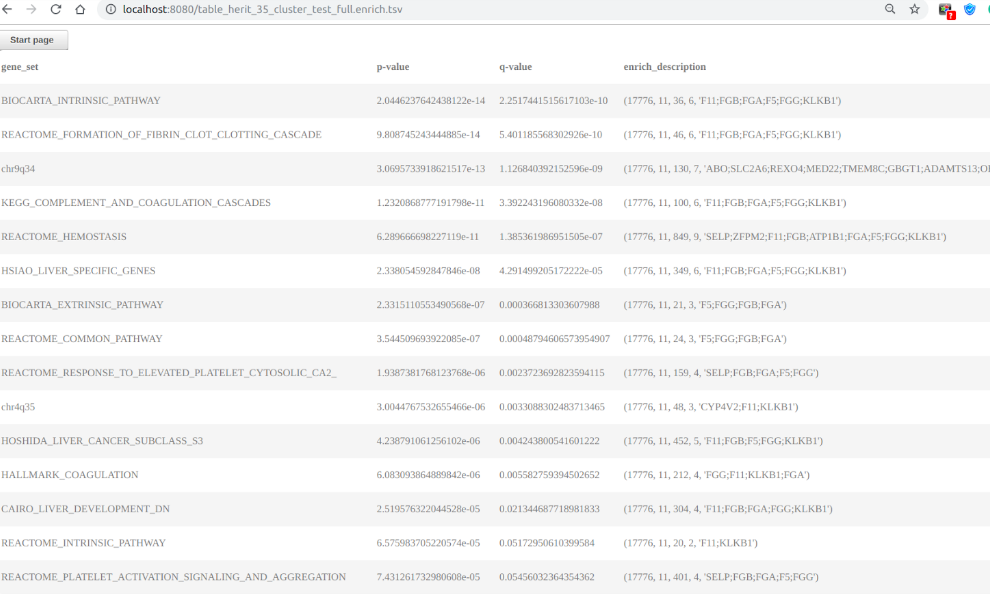 localhost:8080/table_herit_35_cluster_test_full.enrich.tsv
7
Start page
gene_set p-value q-value enrich_description
BIOCARTA_INTRINSIC_PATHWAY 2.0446237642438122e-14 2.2517441515617103e-10 (17776, 11, 36, 6, 'F11;FGB;FGA;F5;FGG;KLKB1')
REACTOME_FORMATION_OF_FIBRIN_CLOT_CLOTTING_CASCADE 9.808745243444885e-14 5.401185568302926e-10 (17776, 11, 46, 6, 'F11;FGB;FGA;F5;FGG;KLKB1')
chr9q34 3.0695733918621517e-13 1.126840392152596e-09 (17776, 11, 130, 7, 'ABO;SLC2A6;REXO4;MED22;TMEM8C;GBGT1;ADAMTS13;OI
KEGG_COMPLEMENT_AND_COAGULATION_CASCADES 1.2320868777191798e-11 3.392243196080332e-08 (17776, 11, 100, 6, 'F11;FGB;FGA;F5;FGG;KLKB1')
REACTOME_HEMOSTASIS 6.289666698227119e-11 1.385361986951505e-07 (17776, 11, 849, 9, 'SELP;ZFPM2;F11;FGB;ATP1B1;FGA;F5;FGG;KLKB1')
HSIAO_LIVER_SPECIFIC_GENES 2.338054592847846e-08 4.291499205172222e-05 (17776, 11, 349, 6, 'F11;FGB;FGA;F5;FGG;KLKB1')
BIOCARTA_EXTRINSIC_PATHWAY 2.3315110553490568e-07 0.000366813303607988 (17776, 11, 21, 3, 'F5;FGG;FGB;FGA')
REACTOME_COMMON_PATHWAY 3.544509693922085e-07 0.00048794606573954907 (17776, 11, 24, 3, 'F5;FGG;FGB;FGA')
REACTOME_RESPONSE_TO_ELEVATED_PLATELET_CYTOSOLIC_CA2_ 1.9387381768123768e-06 0.0023723692823594115 (17776, 11, 159, 4, 'SELP;FGB;FGA;F5;FGG')
chr4q35 3.0044767532655466e-06 0.0033088302483713465 (17776, 11, 48, 3, 'CYP4V2;F11;KLKB1')
HOSHIDA_LIVER_CANCER_SUBCLASS_S3 4.238791061256102e-06 0.004243800541601222 (17776, 11, 452, 5, 'F11;FGB;F5;FGG;KLKB1')
HALLMARK_COAGULATION 6.083093864889842e-06 0.005582759394502652 (17776, 11, 212, 4, 'FGG;F11;KLKB1;FGA')
CAIRO_LIVER_DEVELOPMENT_DN 2.519576322044528e-05 0.021344687718981833 (17776, 11, 304, 4, 'F11;FGB;FGA;FGG;KLKB1')
REACTOME_INTRINSIC_PATHWAY 6.575983705220574e-05 0.05172950610399584 (17776, 11, 20, 2, 'F11;KLKB1')
REACTOME_PLATELET_ACTIVATION_SIGNALING_AND_AGGREGATION 7.431261732980608e-05 0.05456032364354362 (17776, 11, 401, 4, 'SELP;FGB;FGA;F5;FGG')